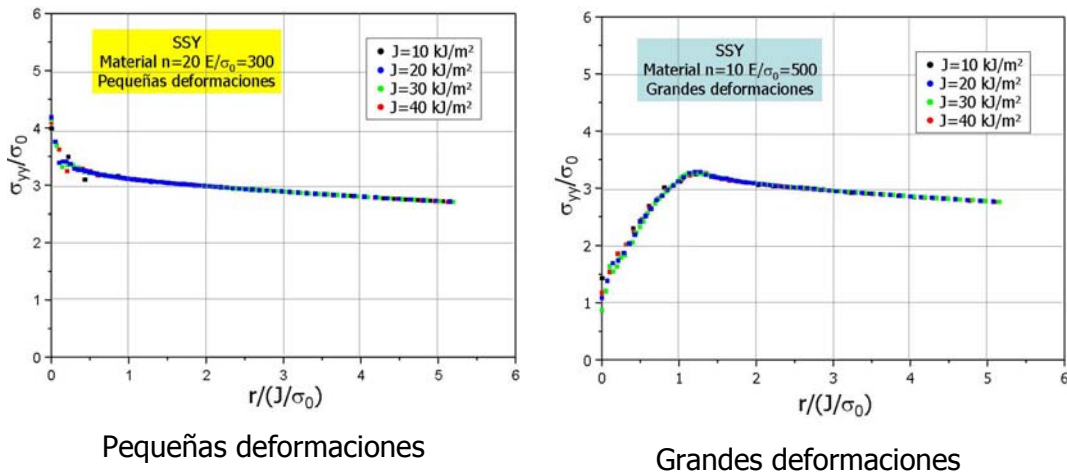 SSY
Material n=20 E/σ₀=300
Pequeñas deformaciones
J=10 kJ/m²
J=20 kJ/m²
J=30 kJ/m²
J=40 kJ/m²
6
5
4
3
2
1
0
σyy/σ₀
0 1 2 3 4 5 6
r/(J/σ₀)
Pequeñas deformaciones
SSY
Material n=10 E/σ₀=500
Grandes deformaciones
J=10 kJ/m²
J=20 kJ/m²
J=30 kJ/m²
J=40 kJ/m²
6
5
4
3
2
1
0
σyy/σ₀
0 1 2 3 4 5 6
r/(J/σ₀)
Grandes deformaciones